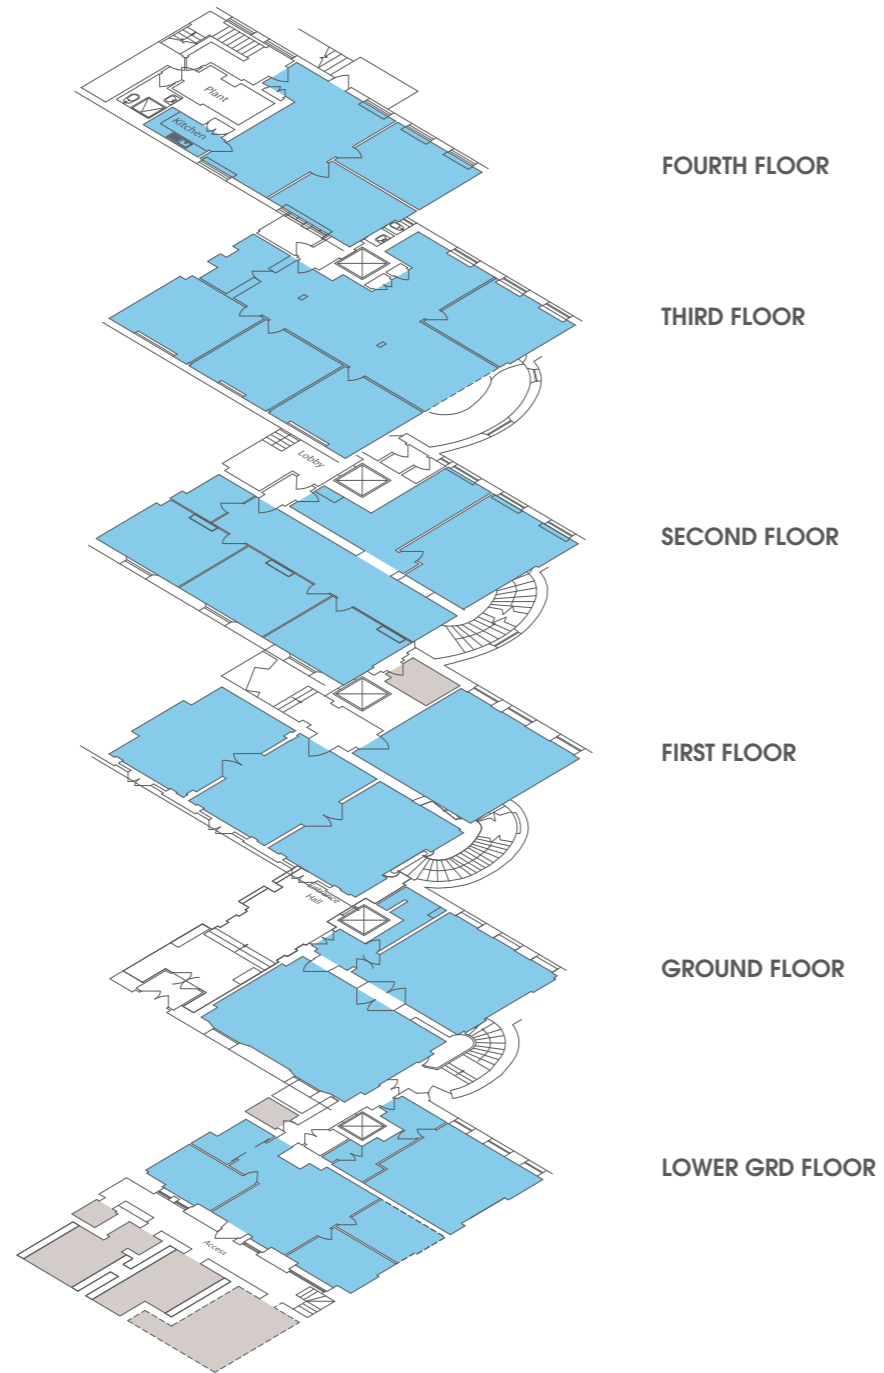 Plant
Kitchen
FOURTH FLOOR
THIRD FLOOR
Lobby
SECOND FLOOR
FIRST FLOOR
Entrance
Hall
GROUND FLOOR
LOWER GRD FLOOR
Access